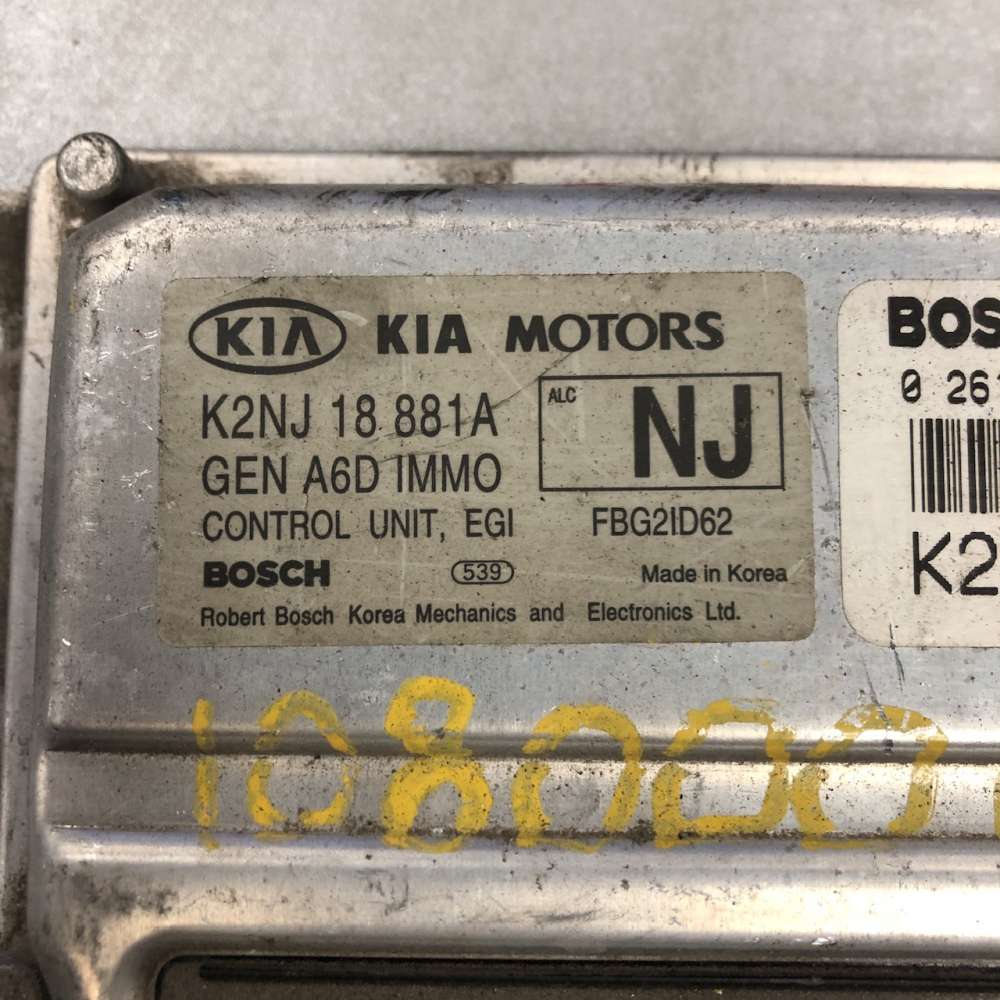 KIA KIA MOTORS
K2NJ 18 881A
ALC NJ
GEN A6D IMMO
CONTROL UNIT, EGI FBG2ID62
BOSCH 539 Made in Korea
Robert Bosch Korea Mechanics and Electronics Ltd.
BOS
0 261
K2
108000